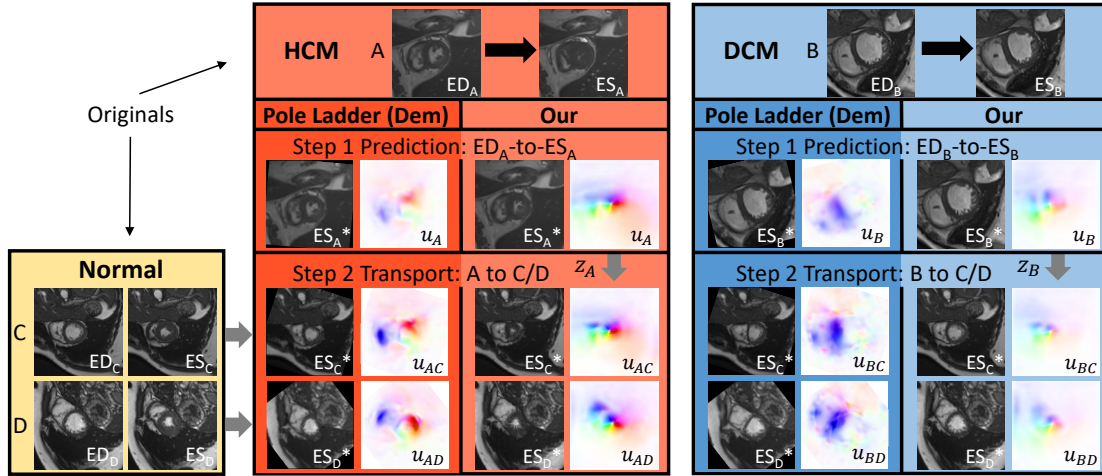 HCM A ED_A ES_A
DCM B ED_B ES_B
Originals
Pole Ladder (Dem) Our
Pole Ladder (Dem) Our
Step 1 Prediction: ED_A-to-ES_A
Step 1 Prediction: ED_B-to-ES_B
ES_A* u_A ES_A* u_A
ES_B* u_B ES_B* u_B
Normal
Step 2 Transport: A to C/D z_A
Step 2 Transport: B to C/D z_B
C ED_C ES_C
ES_C* u_AC ES_C* u_AC
ES_C* u_BC ES_C* u_BC
D ED_D ES_D
ES_D* u_AD ES_D* u_AD
ES_D* u_BD ES_D* u_BD